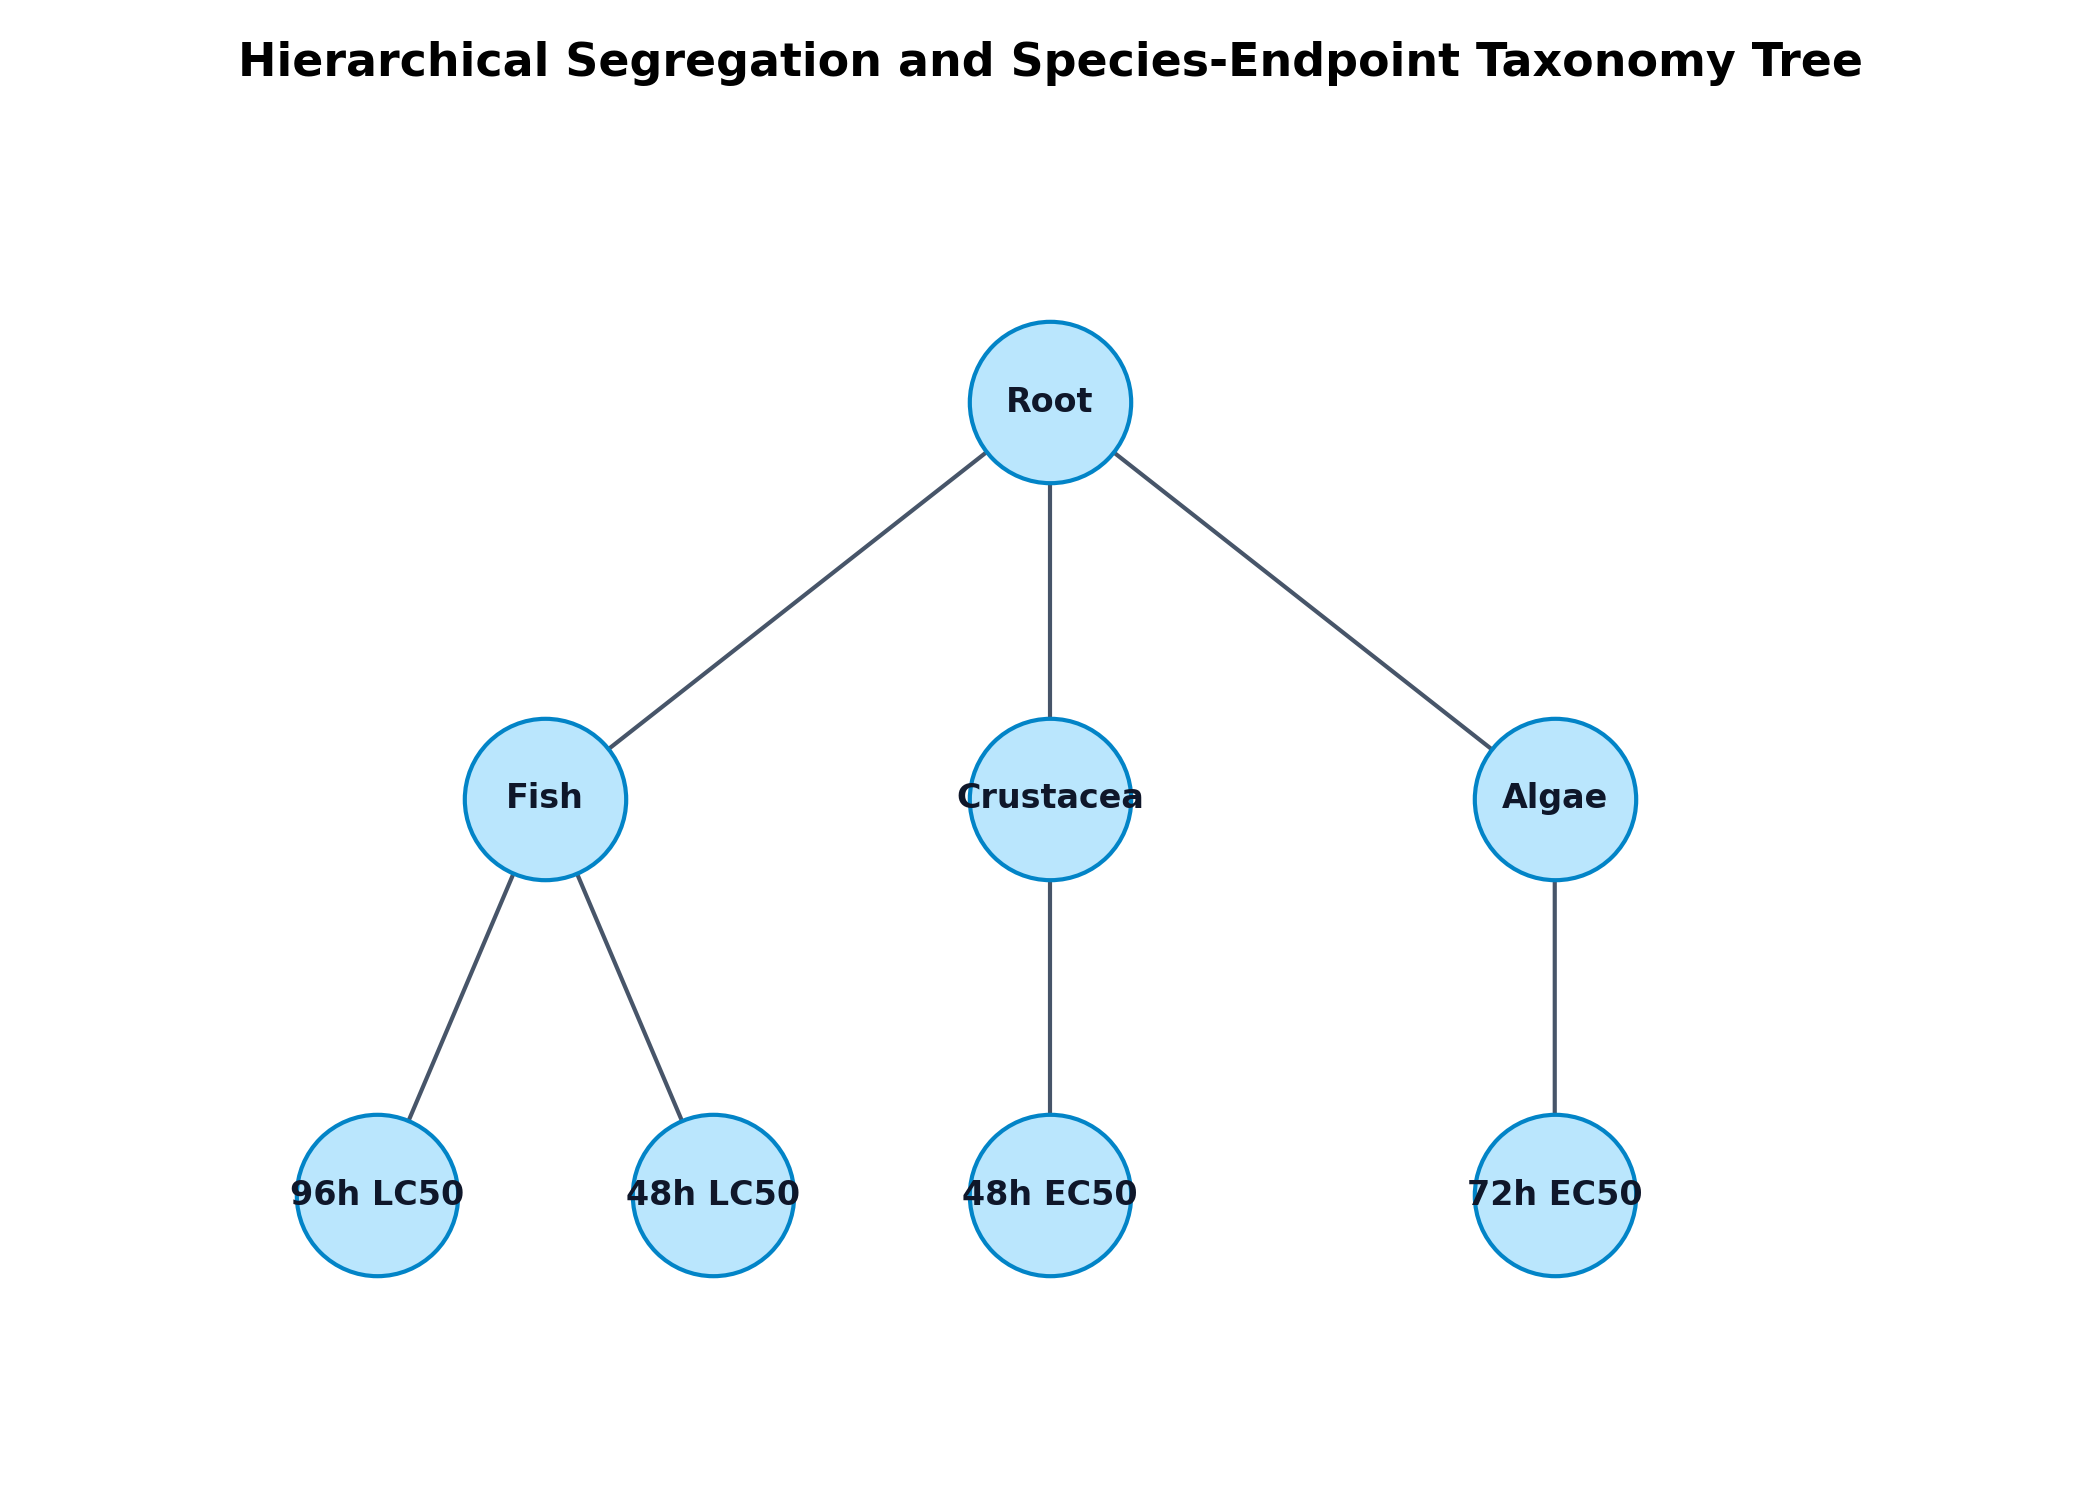 Hierarchical Segregation and Species-Endpoint Taxonomy Tree
Root
Fish
Crustacea
Algae
96h LC50
48h LC50
48h EC50
72h EC50